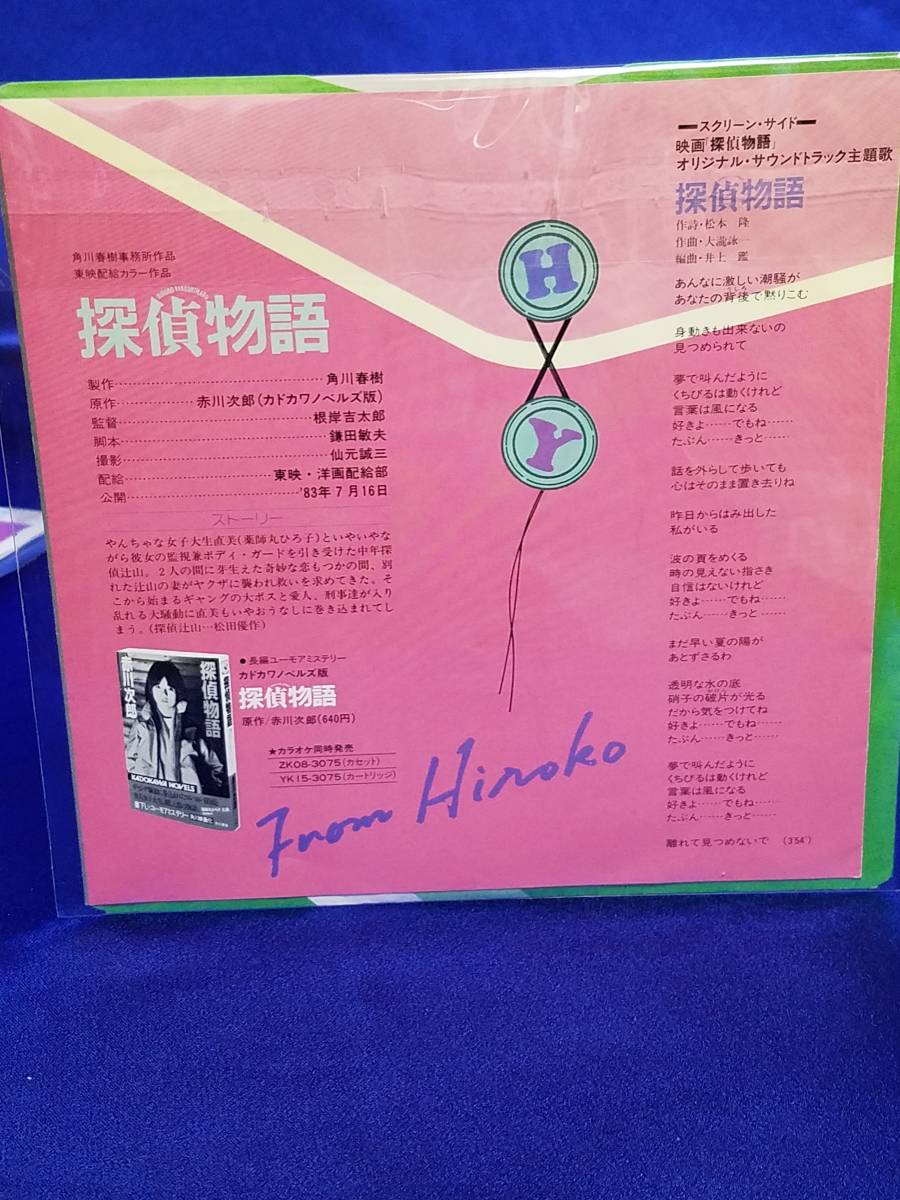 角川春樹事務所作品
東映配給カラー作品
探偵物語
製作……角川春樹
原作……赤川次郎(カドカワノベルズ版)
監督……根岸吉太郎
脚本……鎌田敏夫
撮影……仙元誠三
配給……東映・洋画配給部
公開……'83年7月16日
ストーリー
やんちゃな女子大生直美(薬師丸ひろ子)といやいやな
がら彼女の監視兼ボディ・ガードを引き受けた中年探
偵辻山。2人の間に芽生えた奇妙な恋もつかの間、別
れた辻山の妻がヤクザに襲われ救いを求めてきた。そ
こから始まるギャングの大ボスと愛人、刑事達が入り
乱れる大騒動に直美もいやおうなしに巻き込まれてし
まう。(探偵辻山…松田優作)
赤川次郎
探偵物語
KADOKAWA NOVELS
●長編ユーモアミステリー
カドカワノベルズ版
探偵物語
原作/赤川次郎(640円)
★カラオケ同時発売
ZK08-3075(カセット)
YK15-3075(カートリッジ)
From Hiroko
H
Y
スクリーン・サイド
映画「探偵物語」
オリジナル・サウンドトラック主題歌
探偵物語
作詩・松本 隆
作曲・大瀧詠一
編曲・井上 鑑
あんなに激しい潮騒が
あなたの背後で黙りこむ
身動きも出来ないの
見つめられて
夢で叫んだように
くちびるは動くけれど
言葉は風になる
好きよ……でもね……
たぶん……きっと……
話を外らして歩いても
心はそのまま置き去りね
昨日からはみ出した
私がいる
波の頁をめくる
時の見えない指さき
自信はないけれど
好きよ……でもね……
たぶん……きっと……
まだ早い夏の陽が
あとずさるわ
透明な水の底
硝子の破片が光る
だから気をつけてね
好きよ……でもね……
たぶん……きっと……
夢で叫んだように
くちびるは動くけれど
言葉は風になる
好きよ……でもね……
たぶん……きっと……
離れて見つめないで (3'54")